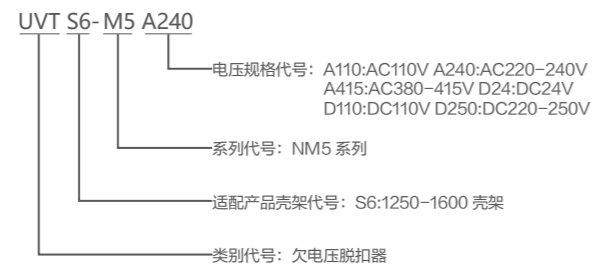 UVT S6-M5 A240
电压规格代号：A110:AC110V A240:AC220-240V
A415:AC380-415V D24:DC24V
D110:DC110V D250:DC220-250V
系列代号：NM5 系列
适配产品壳架代号：S6:1250-1600 壳架
类别代号：欠电压脱扣器